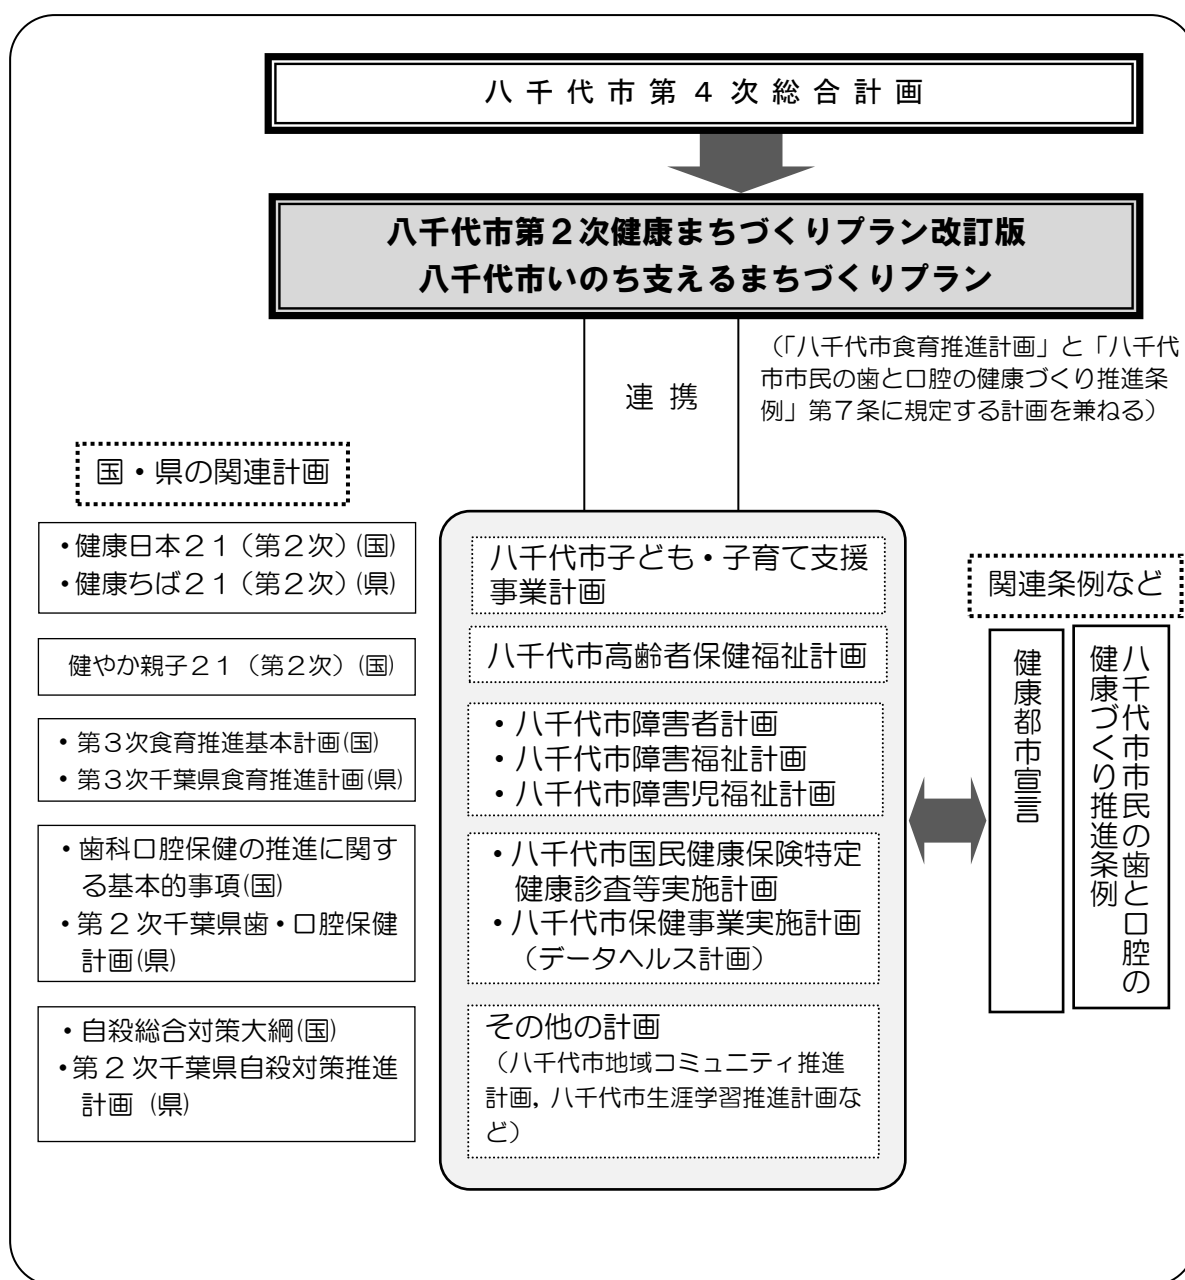 八千代市第４次総合計画
八千代市第２次健康まちづくりプラン改訂版
八千代市いのち支えるまちづくりプラン
（「八千代市食育推進計画」と「八千代
市市民の歯と口腔の健康づくり推進条
例」第７条に規定する計画を兼ねる）
連携
国・県の関連計画
・健康日本２１（第２次）(国)
・健康ちば２１（第２次）(県)
健やか親子２１（第２次）(国)
・第３次食育推進基本計画(国)
・第３次千葉県食育推進計画(県)
・歯科口腔保健の推進に関す
る基本的事項(国)
・第２次千葉県歯・口腔保健
計画(県)
・自殺総合対策大綱(国)
・第２次千葉県自殺対策推進
計画 (県)
八千代市子ども・子育て支援
事業計画
八千代市高齢者保健福祉計画
・八千代市障害者計画
・八千代市障害福祉計画
・八千代市障害児福祉計画
・八千代市国民健康保険特定
健康診査等実施計画
・八千代市保健事業実施計画
（データヘルス計画）
その他の計画
（八千代市地域コミュニティ推進
計画，八千代市生涯学習推進計画な
ど）
関連条例など
八千代市市民の歯と口腔の
健康づくり推進条例
健康都市宣言